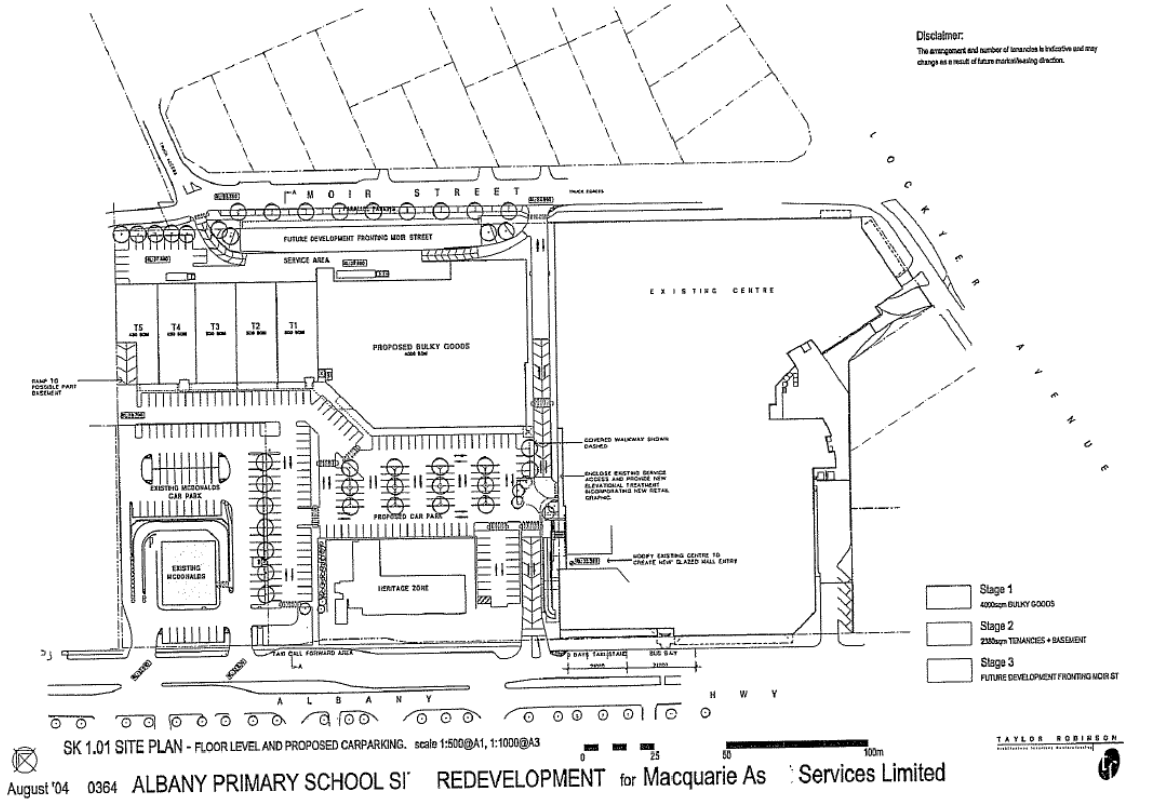 Disclaimer:
The arrangement and number of tenancies is indicative and may
change as a result of future market/leasing direction.
LOCKYER AVENUE
TRUCK ACCESS
MOIR STREET
TRUCK EGRESS
A
PARALLEL PARKING
FUTURE DEVELOPMENT FRONTING MOIR STREET
SERVICE AREA
EXISTING CENTRE
T5
T4
T3
T2
T1
PROPOSED BULKY GOODS
4000 SQM
RAMP TO
POSSIBLE PART
BASEMENT
COVERED WALKWAY SHOWN
DASHED
ENCLOSE EXISTING SERVICE
ACCESS AND PROVIDE NEW
ELEVATIONAL TREATMENT
INCORPORATING NEW RETAIL
GRAPHIC.
EXISTING MCDONALDS
CAR PARK
PROPOSED CAR PARK
MODIFY EXISTING CENTRE TO
CREATE NEW GLAZED MALL ENTRY
EXISTING
MCDONALDS
HERITAGE ZONE
Stage 1
4000sqm BULKY GOODS
Stage 2
2380sqm TENANCIES + BASEMENT
Stage 3
FUTURE DEVELOPMENT FRONTING MOIR ST
TAXI CALL FORWARD AREA
A
BUS BAY
ALBANY HWY
SK 1.01 SITE PLAN - FLOOR LEVEL AND PROPOSED CARPARKING. scale 1:500@A1, 1:1000@A3
0 25 50 100m
TAYLOR ROBINSON
August '04 0364 ALBANY PRIMARY SCHOOL SI REDEVELOPMENT for Macquarie As Services Limited